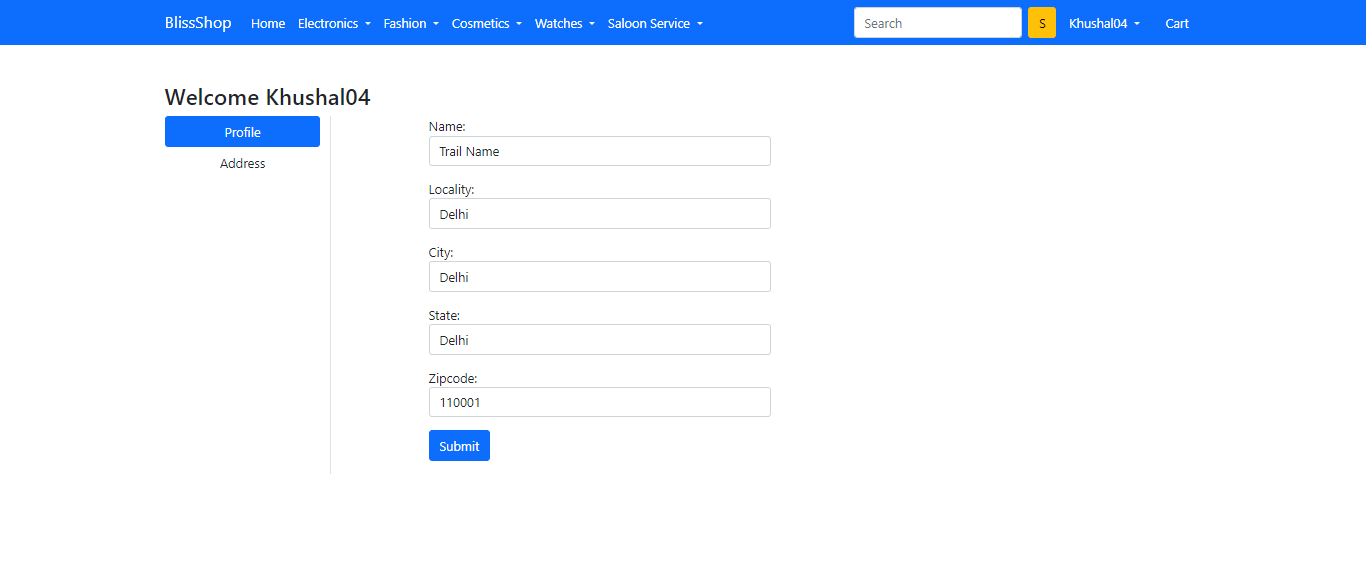 BlissShop Home Electronics Fashion Cosmetics Watches Saloon Service Search S Khushal04 Cart
Welcome Khushal04
Profile
Address
Name:
Trail Name
Locality:
Delhi
City:
Delhi
State:
Delhi
Zipcode:
110001
Submit